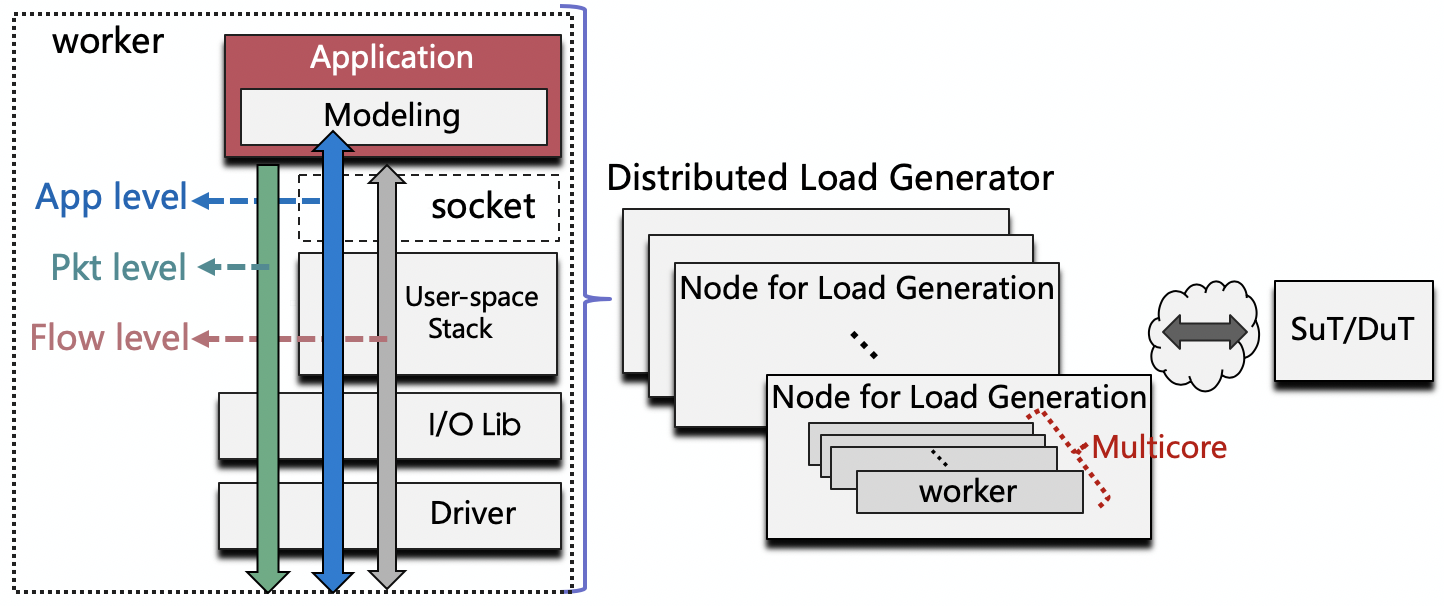 worker
Application
Modeling
App level
socket
Pkt level
User-space
Stack
Flow level
I/O Lib
Driver
Distributed Load Generator
Node for Load Generation
Node for Load Generation
Multicore
worker
SuT/DuT